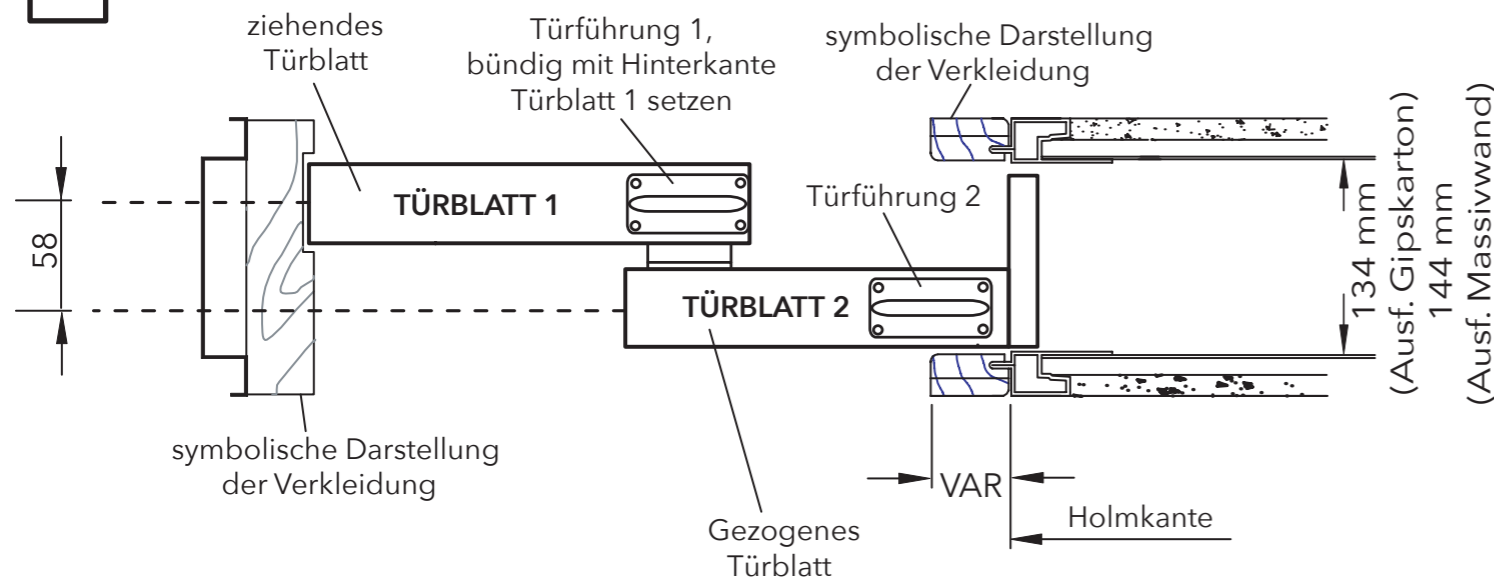 ziehendes
Türblatt
Türführung 1,
bündig mit Hinterkante
Türblatt 1 setzen
symbolische Darstellung
der Verkleidung
TÜRBLATT 1
Türführung 2
58
TÜRBLATT 2
134 mm
(Ausf. Gipskarton)
144 mm
(Ausf. Massivwand)
symbolische Darstellung
der Verkleidung
VAR
Holmkante
Gezogenes
Türblatt